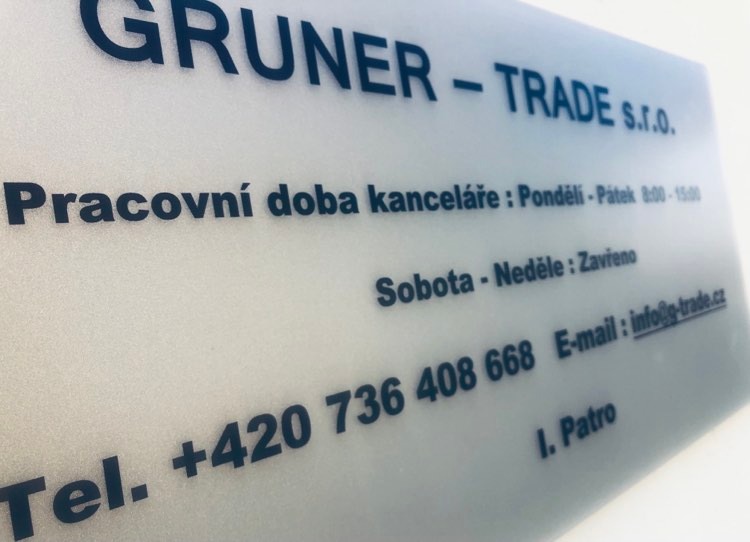 GRUNER – TRADE s.r.o.
Pracovní doba kanceláře : Pondělí - Pátek 8:00 - 15:00
Sobota - Neděle : Zavřeno
Tel. +420 736 408 668 E-mail : info@g-trade.cz
I. Patro